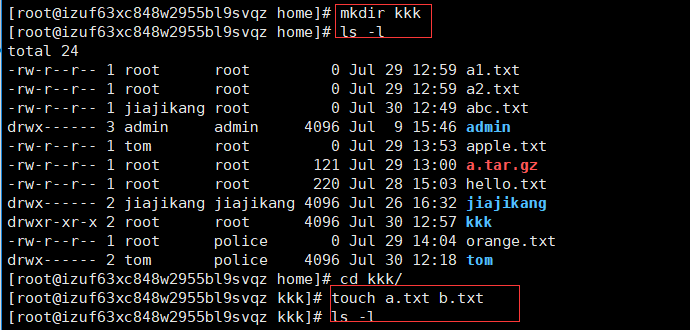 [root@izuf63xc848w2955bl9svqz home]# mkdir kkk
[root@izuf63xc848w2955bl9svqz home]# ls -l
total 24
-rw-r--r-- 1 root      root         0 Jul 29 12:59 a1.txt
-rw-r--r-- 1 root      root         0 Jul 29 12:59 a2.txt
-rw-r--r-- 1 jiajikang root         0 Jul 30 12:49 abc.txt
drwx------ 3 admin     admin     4096 Jul  9 15:46 admin
-rw-r--r-- 1 tom       root         0 Jul 29 13:53 apple.txt
-rw-r--r-- 1 root      root       121 Jul 29 13:00 a.tar.gz
-rw-r--r-- 1 root      root       220 Jul 28 15:03 hello.txt
drwx------ 2 jiajikang jiajikang 4096 Jul 26 16:32 jiajikang
drwxr-xr-x 2 root      root      4096 Jul 30 12:57 kkk
-rw-r--r-- 1 root      police       0 Jul 29 14:04 orange.txt
drwx------ 2 tom       police    4096 Jul 30 12:18 tom
[root@izuf63xc848w2955bl9svqz home]# cd kkk/
[root@izuf63xc848w2955bl9svqz kkk]# touch a.txt b.txt
[root@izuf63xc848w2955bl9svqz kkk]# ls -l